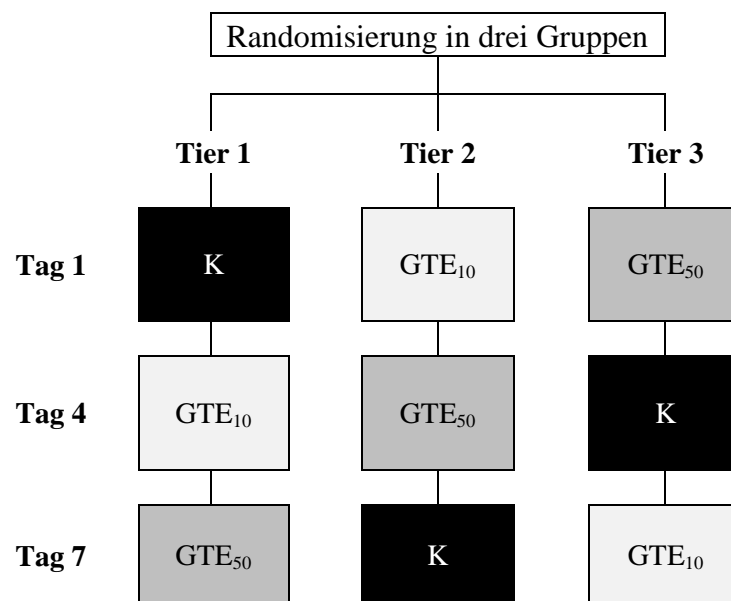 Randomisierung in drei Gruppen
Tier 1 Tier 2 Tier 3
Tag 1 K GTE₁₀ GTE₅₀
Tag 4 GTE₁₀ GTE₅₀ K
Tag 7 GTE₅₀ K GTE₁₀